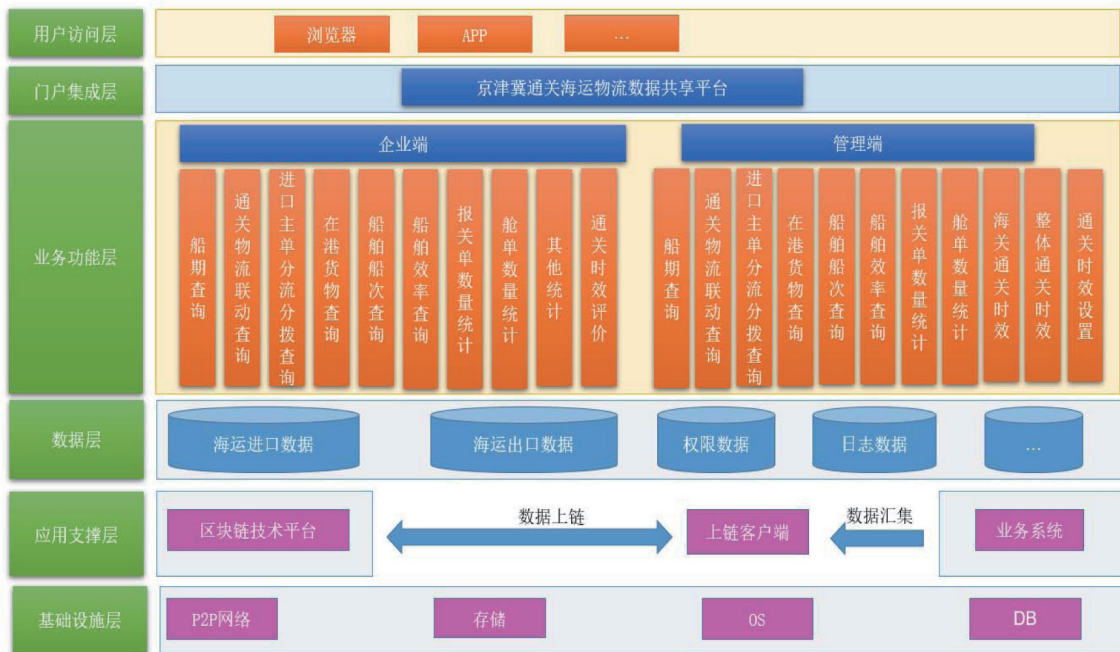 用户访问层
浏览器
APP
…
门户集成层
京津冀通关海运物流数据共享平台
业务功能层
企业端
船期查询
通关物流联动查询
进口主单分流分拨查询
在港货物查询
船舶船次查询
船舶效率查询
报关单数量统计
舱单数量统计
其他统计
通关时效评价
管理端
船期查询
通关物流联动查询
进口主单分流分拨查询
在港货物查询
船舶船次查询
船舶效率查询
报关单数量统计
舱单数量统计
海关通关时效
整体通关时效
通关时效设置
数据层
海运进口数据
海运出口数据
权限数据
日志数据
…
应用支撑层
区块链技术平台
数据上链
上链客户端
数据汇集
业务系统
基础设施层
P2P网络
存储
OS
DB